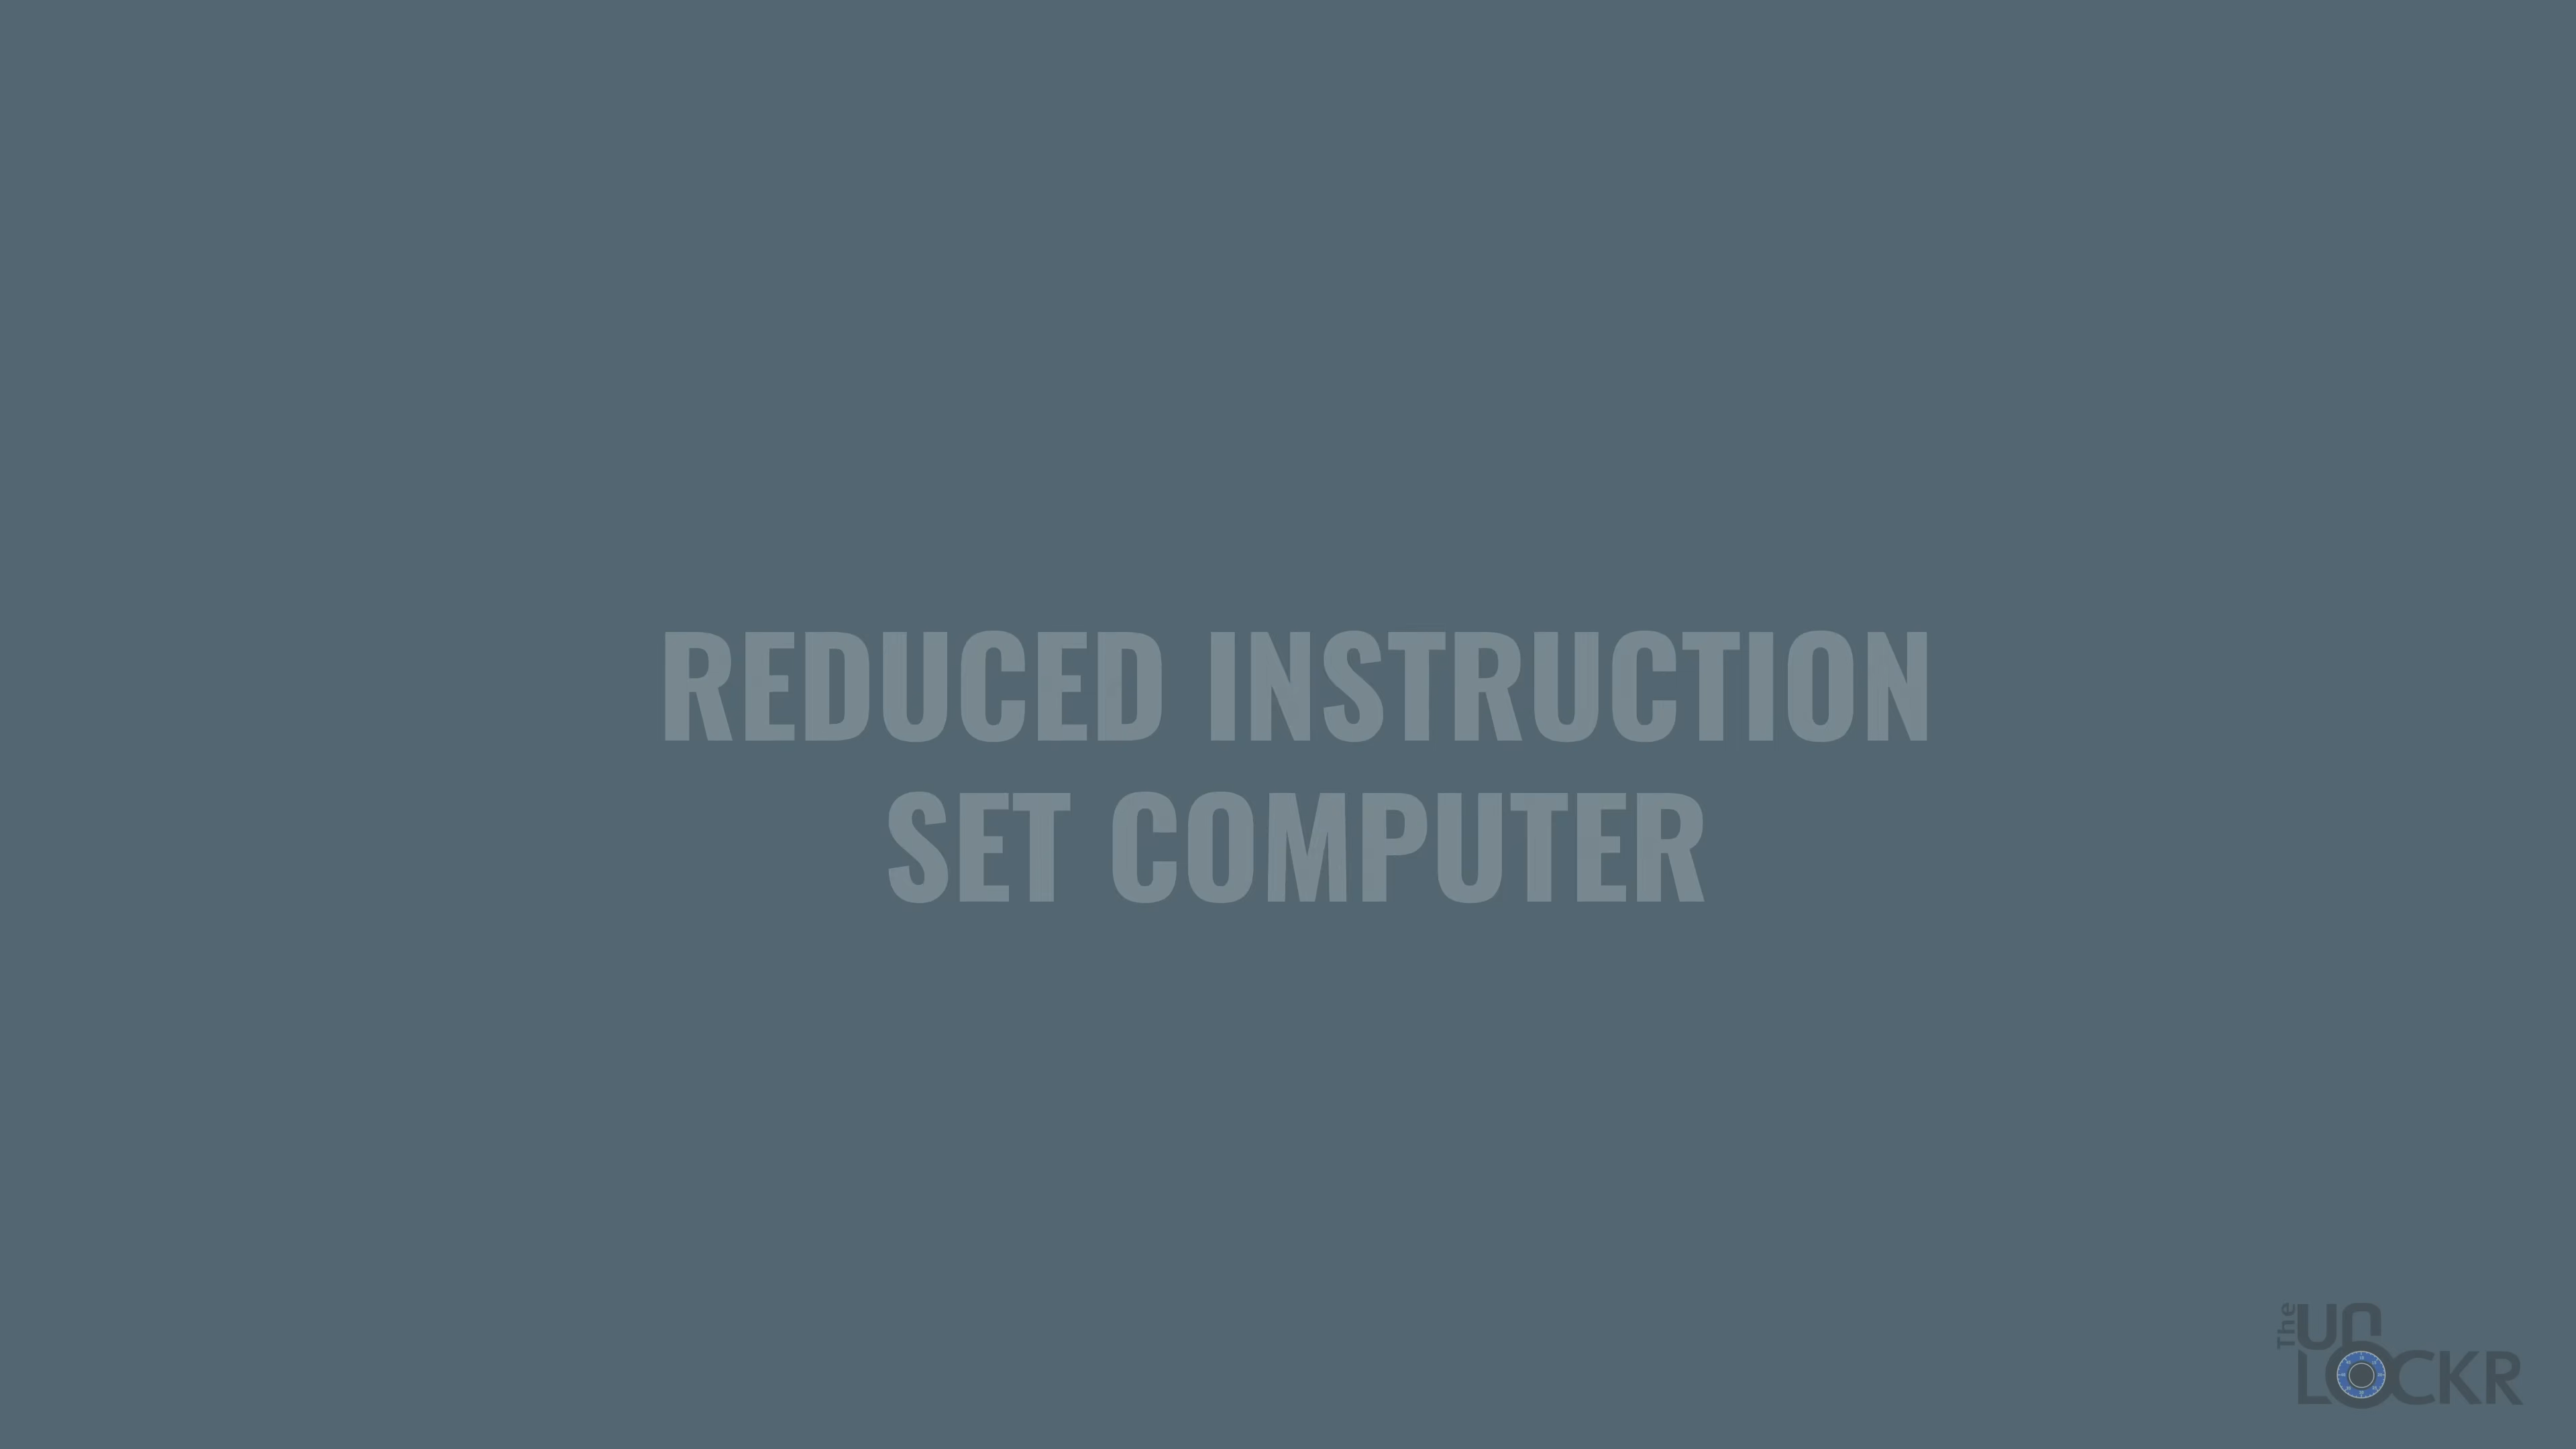 REDUCED INSTRUCTION
SET COMPUTER
The
UN
LOCKR